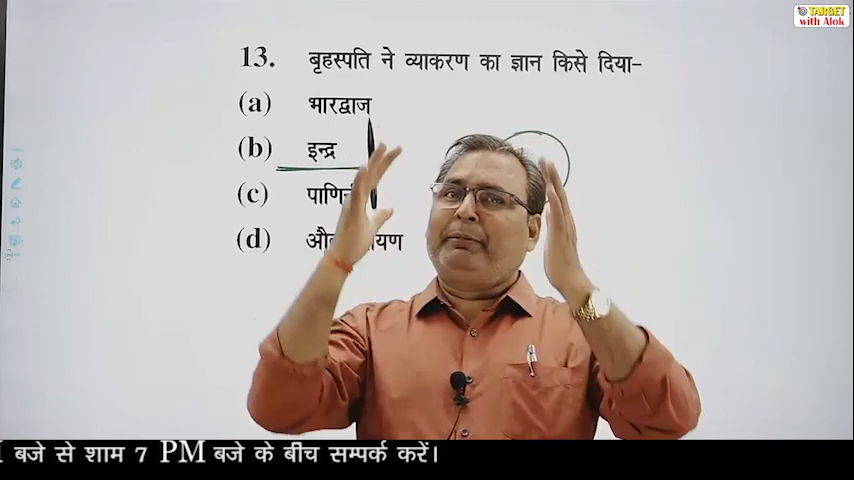 TARGET
with Alok
13. बृहस्पति ने व्याकरण का ज्ञान किसे दिया-
(a) भारद्वाज
(b) इन्द्र
(c)
(d)
बजे से शाम 7 PM बजे के बीच सम्पर्क करें।